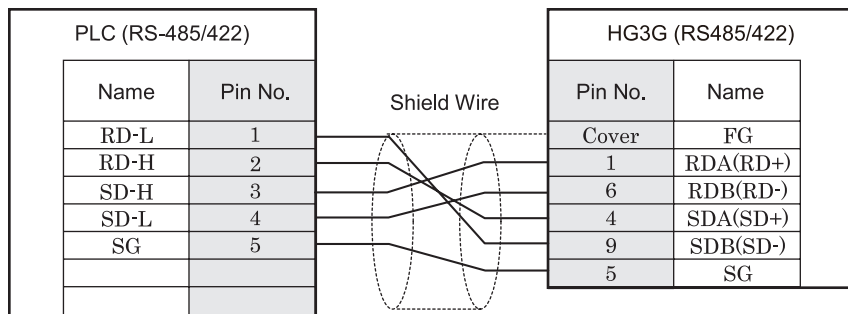 PLC (RS-485/422)
Name Pin No.
RD-L 1
RD-H 2
SD-H 3
SD-L 4
SG 5
Shield Wire
HG3G (RS485/422)
Pin No. Name
Cover FG
1 RDA(RD+)
6 RDB(RD-)
4 SDA(SD+)
9 SDB(SD-)
5 SG